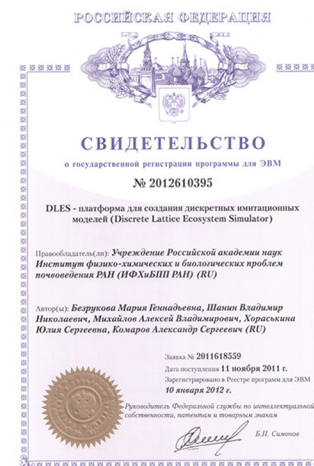 РОССИЙСКАЯ ФЕДЕРАЦИЯ
СВИДЕТЕЛЬСТВО
о государственной регистрации программы для ЭВМ
№ 2012610395
DLES - платформа для создания дискретных имитационных
моделей (Discrete Lattice Ecosystem Simulator)
Правообладатель(ли): Учреждение Российской академии наук
Институт физико-химических и биологических проблем
почвоведения РАН (ИФХиБПП РАН) (RU)
Автор(ы): Безрукова Мария Геннадьевна, Шанин Владимир
Николаевич, Михайлов Алексей Владимирович, Хораськина
Юлия Сергеевна, Комаров Александр Сергеевич (RU)
Заявка № 2011618559
Дата поступления 11 ноября 2011 г.
Зарегистрировано в Реестре программ для ЭВМ
10 января 2012 г.
Руководитель Федеральной службы по интеллектуальной
собственности, патентам и товарным знакам
Б.П. Симонов